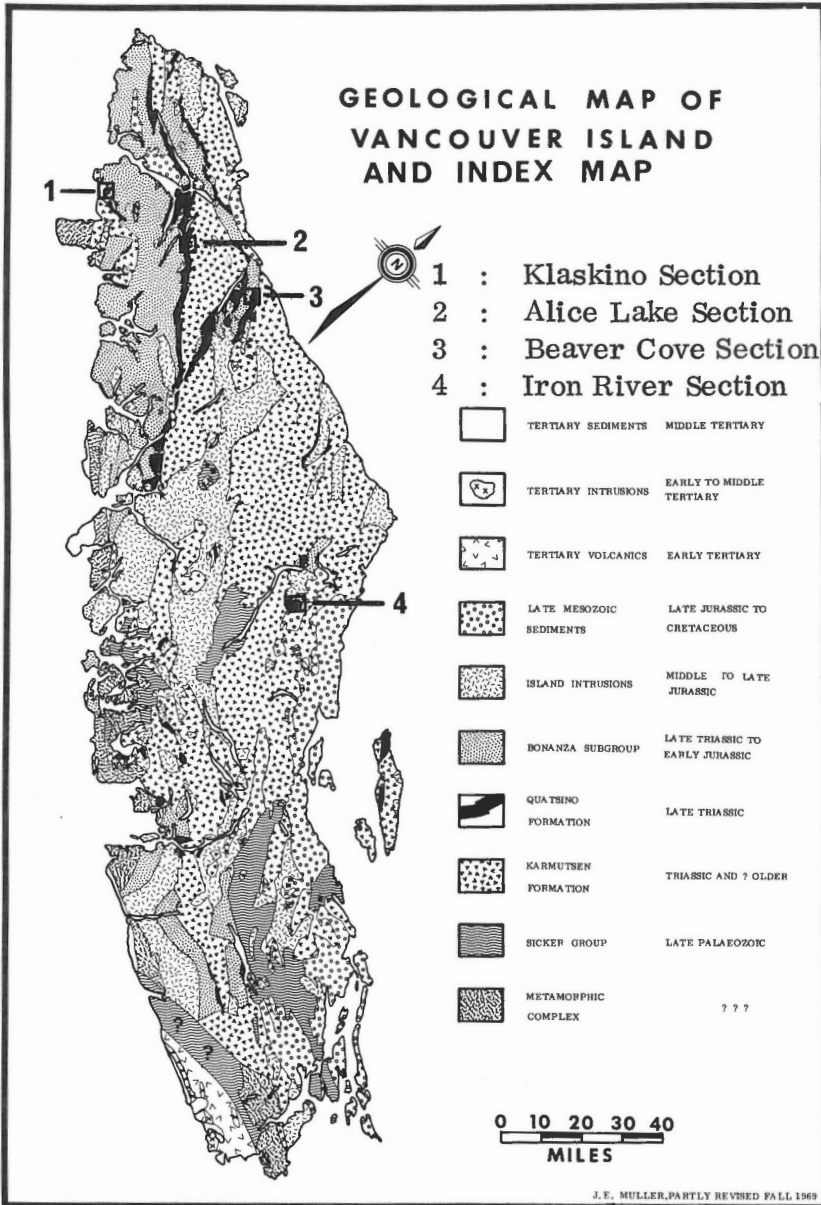 GEOLOGICAL MAP OF
VANCOUVER ISLAND
AND INDEX MAP
1
2
3
4
N
1 : Klaskino Section
2 : Alice Lake Section
3 : Beaver Cove Section
4 : Iron River Section
TERTIARY SEDIMENTS MIDDLE TERTIARY
x x
TERTIARY INTRUSIONS EARLY TO MIDDLE
TERTIARY
TERTIARY VOLCANICS EARLY TERTIARY
LATE MESOZOIC LATE JURASSIC TO
SEDIMENTS CRETACEOUS
ISLAND INTRUSIONS MIDDLE TO LATE
JURASSIC
BONANZA SUBGROUP LATE TRIASSIC TO
EARLY JURASSIC
QUATSINO
FORMATION LATE TRIASSIC
KARMUTSEN
FORMATION TRIASSIC AND ? OLDER
SICKER GROUP LATE PALAEOZOIC
METAMORPHIC
COMPLEX ? ? ?
?
?
0 10 20 30 40
MILES
J. E. MULLER, PARTLY REVISED FALL 1969